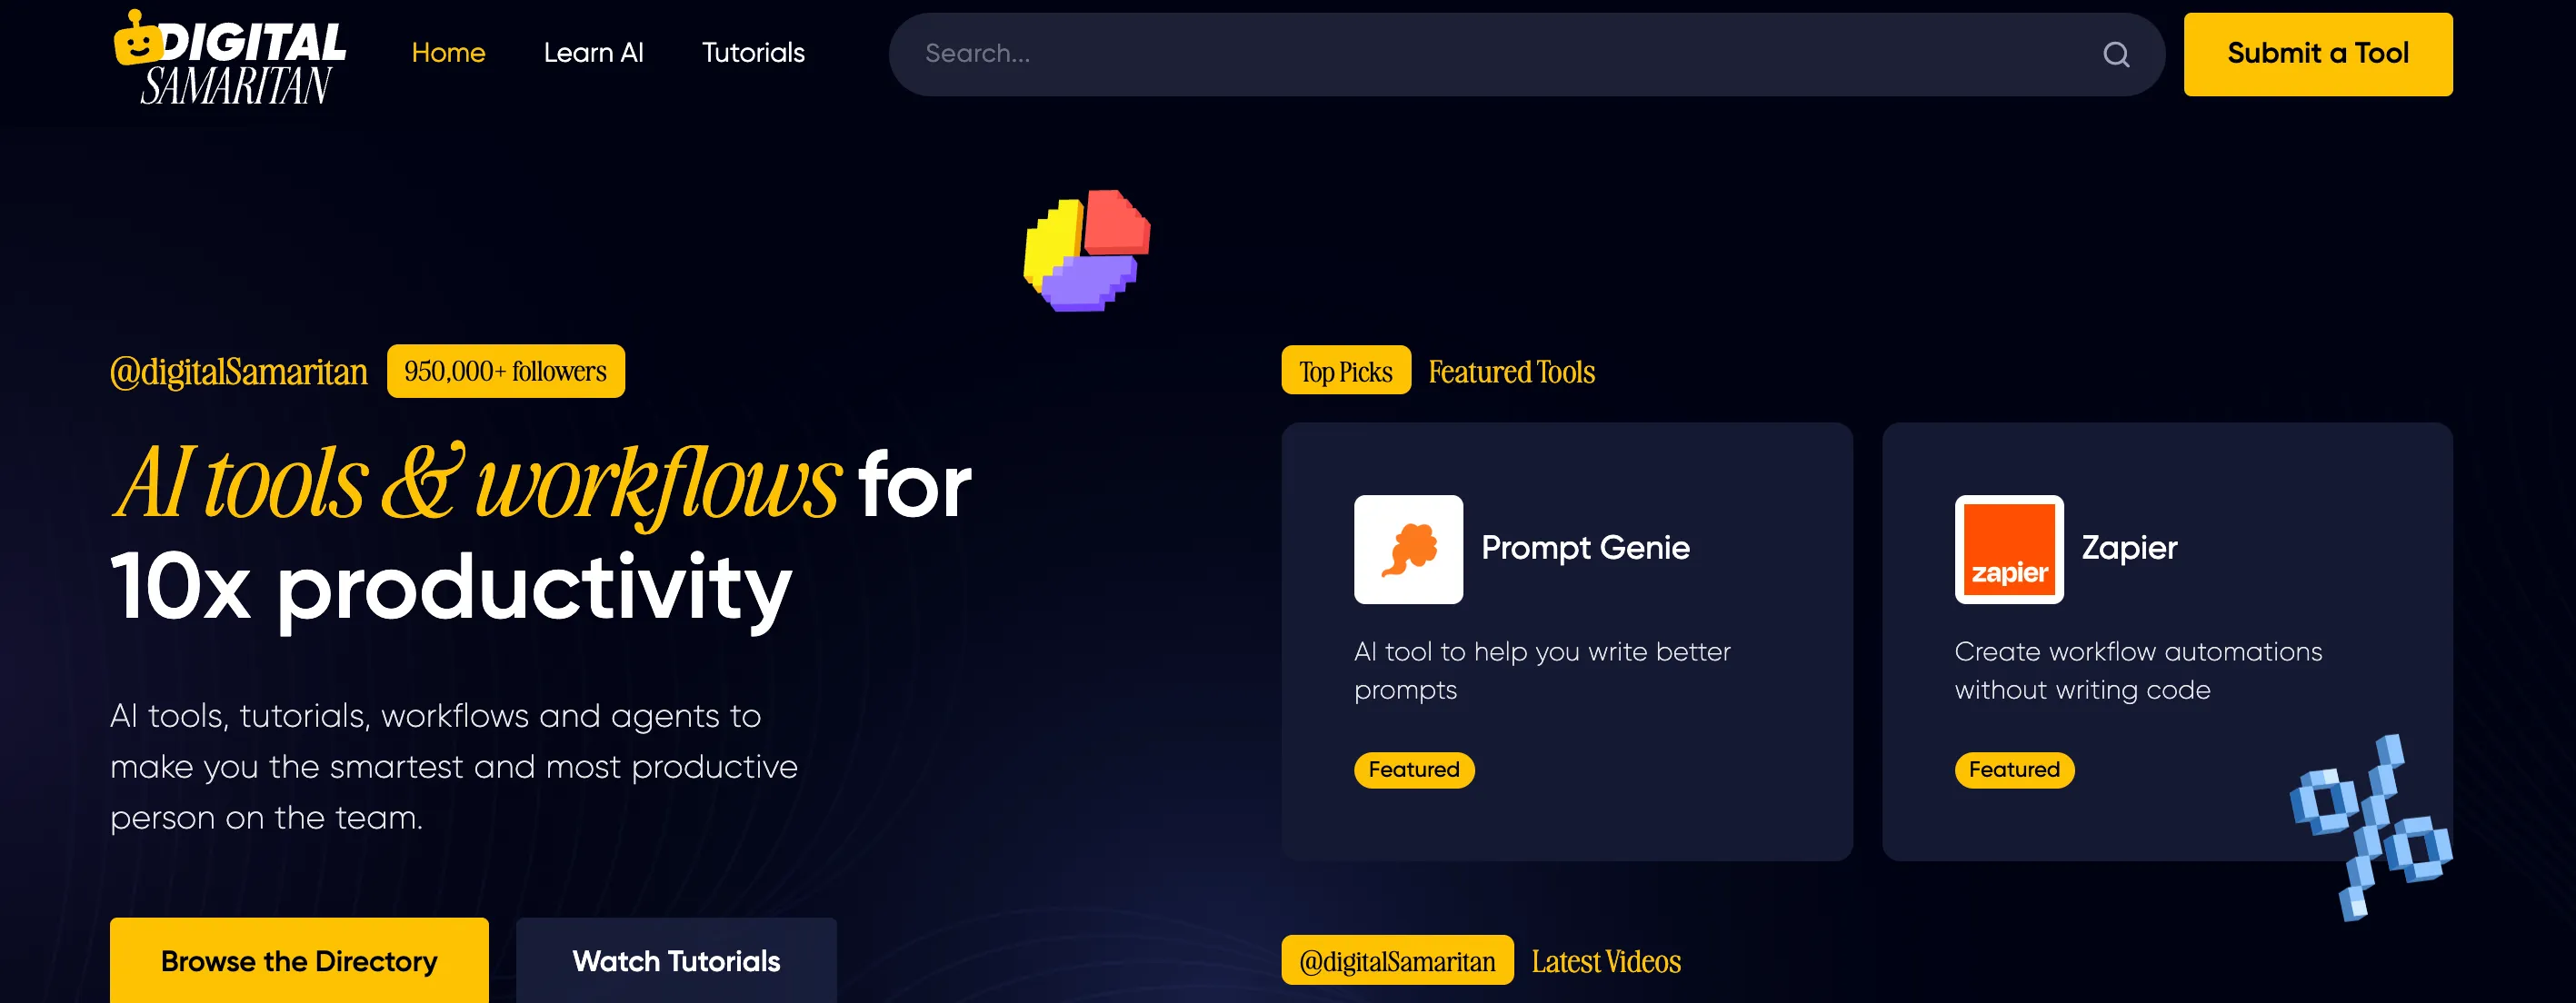 DIGITAL
SAMARITAN
Home
Learn AI
Tutorials
Search...
Submit a Tool
@digitalSamaritan
950,000+ followers
AI tools & workflows for
10x productivity
AI tools, tutorials, workflows and agents to
make you the smartest and most productive
person on the team.
Browse the Directory
Watch Tutorials
Top Picks
Featured Tools
Prompt Genie
AI tool to help you write better
prompts
Featured
zapier
Zapier
Create workflow automations
without writing code
Featured
%
@digitalSamaritan
Latest Videos